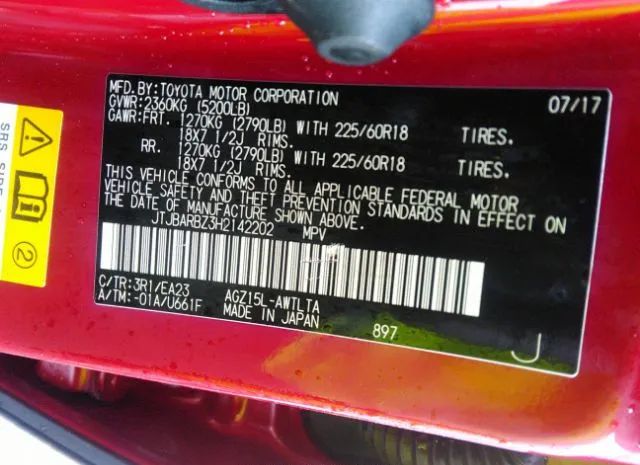 MFD.BY:TOYOTA MOTOR CORPORATION 07/17
GVWR:2360KG (5200LB)
GAWR:FRT. 1270KG (2790LB) WITH 225/60R18 TIRES.
18X7 1/2J RIMS.
RR. 1270KG (2790LB) WITH 225/60R18 TIRES.
18X7 1/2J RIMS.
THIS VEHICLE CONFORMS TO ALL APPLICABLE FEDERAL MOTOR
VEHICLE SAFETY AND THEFT PREVENTION STANDARDS IN EFFECT ON
THE DATE OF MANUFACTURE SHOWN ABOVE.
JTJBARBZ3H2142202 MPV
C/TR:3R1/EA23 AGZ15L-AWTLTA
A/TM:-01A/U661F MADE IN JAPAN 897 J
SRS SIDE
2